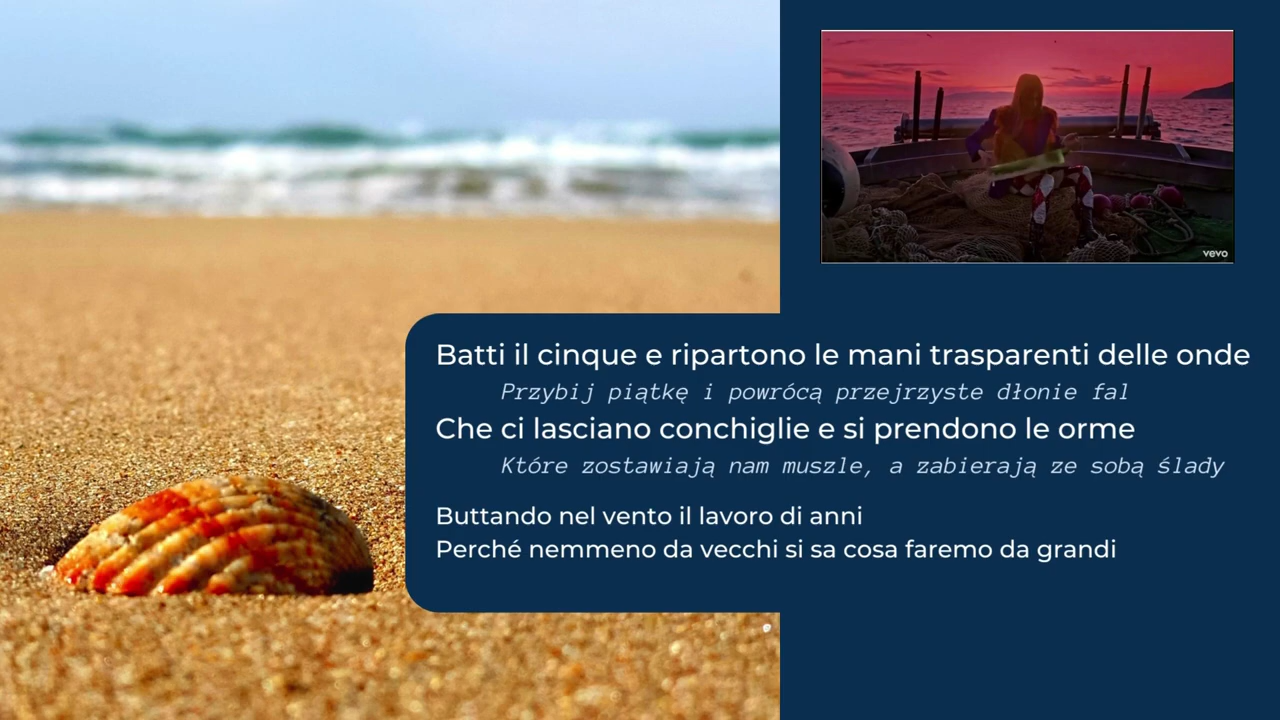 vevo
Batti il cinque e ripartono le mani trasparenti delle onde
Przybij piątkę i powrócą przejrzyste dłonie fal
Che ci lasciano conchiglie e si prendono le orme
Które zostawiają nam muszle, a zabierają ze sobą ślady
Buttando nel vento il lavoro di anni
Perché nemmeno da vecchi si sa cosa faremo da grandi